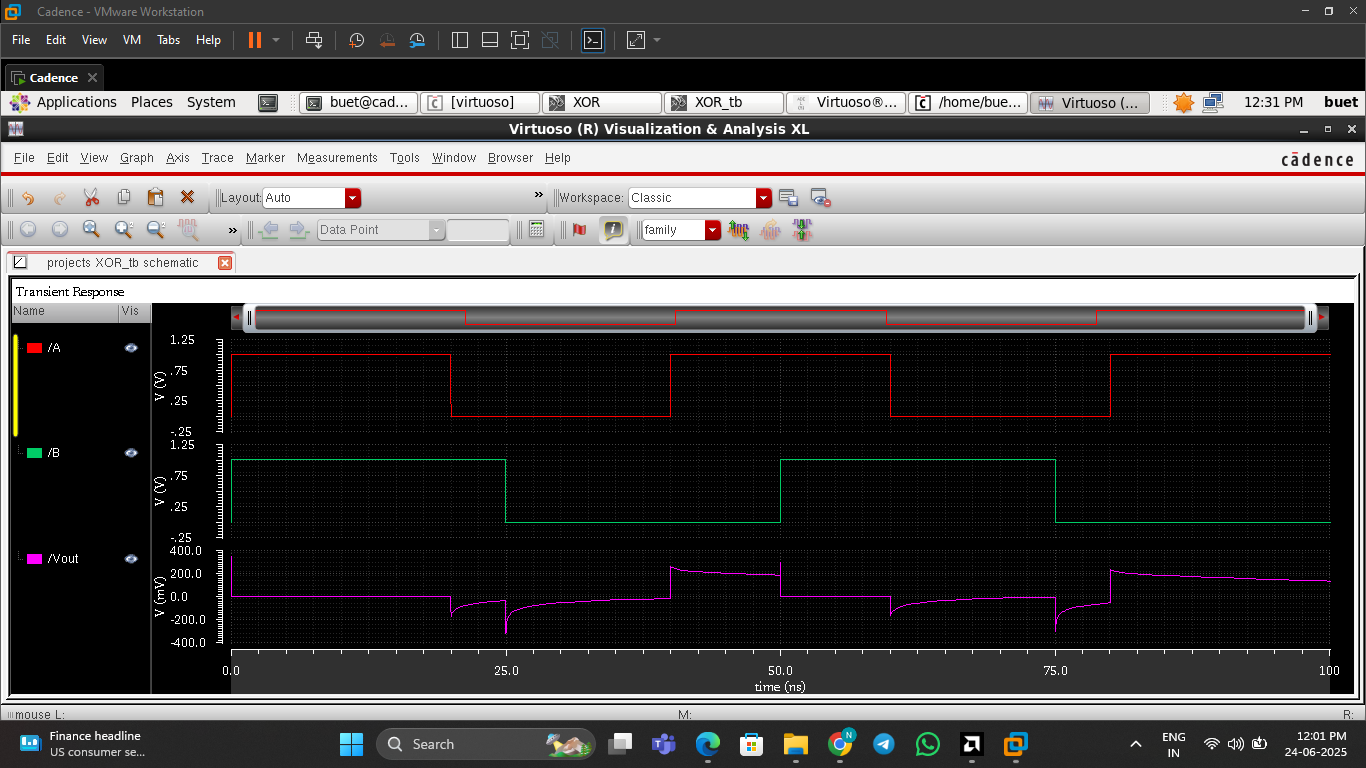 Cadence - VMware Workstation
File Edit View VM Tabs Help
Cadence
Applications Places System buet@cad... [virtuoso] XOR XOR_tb Virtuoso®... /home/bue... Virtuoso (... 12:31 PM buet
Virtuoso (R) Visualization & Analysis XL
File Edit View Graph Axis Trace Marker Measurements Tools Window Browser Help
cādence
Layout: Auto » Workspace: Classic
» Data Point family
projects XOR_tb schematic
Transient Response
Name Vis
/A
1.25
.75
.25
-.25
V (V)
/B
1.25
.75
.25
-.25
V (V)
/Vout
400.0
200.0
0.0
-200.0
-400.0
V (mV)
0.0 25.0 50.0 75.0 100
time (ns)
mouse L: M: R:
Finance headline
US consumer se...
Search
N
ENG
IN
12:01 PM
24-06-2025